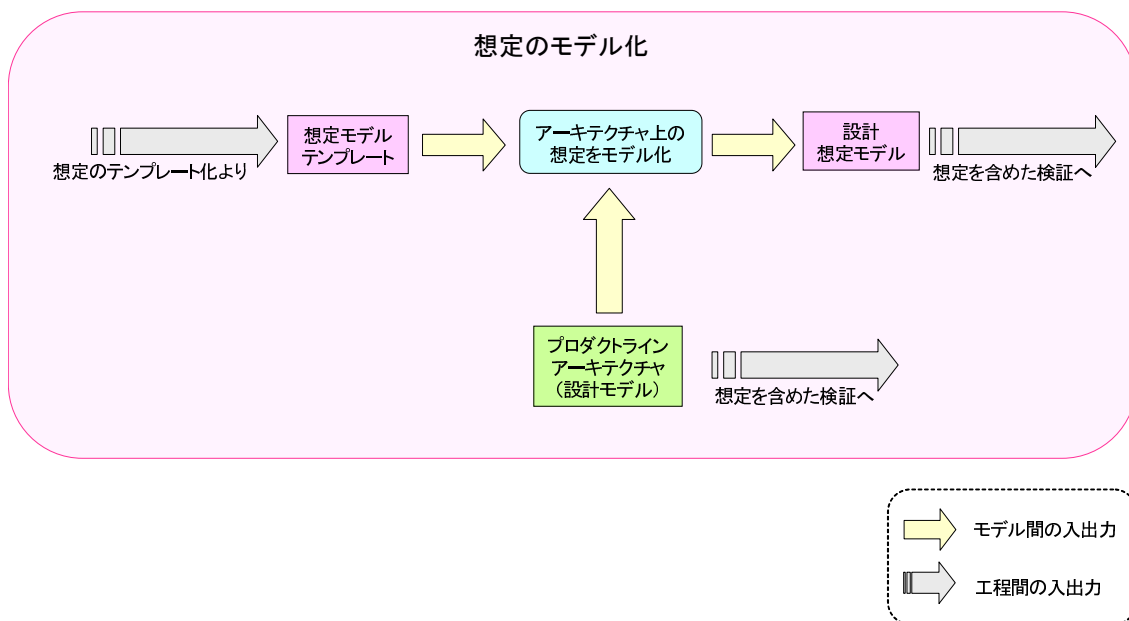 想定のモデル化
想定のテンプレート化より
想定モデル
テンプレート
アーキテクチャ上の
想定をモデル化
設計
想定モデル
想定を含めた検証へ
プロダクトライン
アーキテクチャ
（設計モデル）
想定を含めた検証へ
モデル間の入出力
工程間の入出力